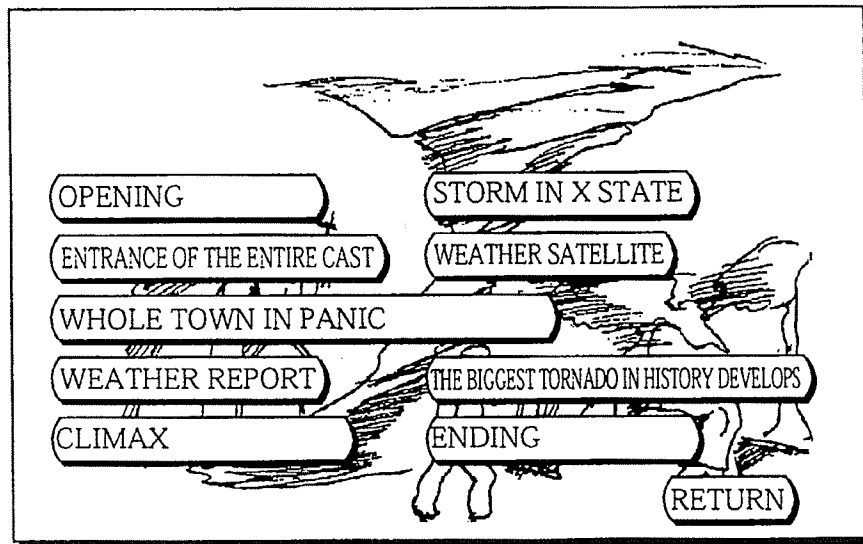 OPENING
STORM IN X STATE
ENTRANCE OF THE ENTIRE CAST
WEATHER SATELLITE
WHOLE TOWN IN PANIC
WEATHER REPORT
THE BIGGEST TORNADO IN HISTORY DEVELOPS
CLIMAX
ENDING
RETURN